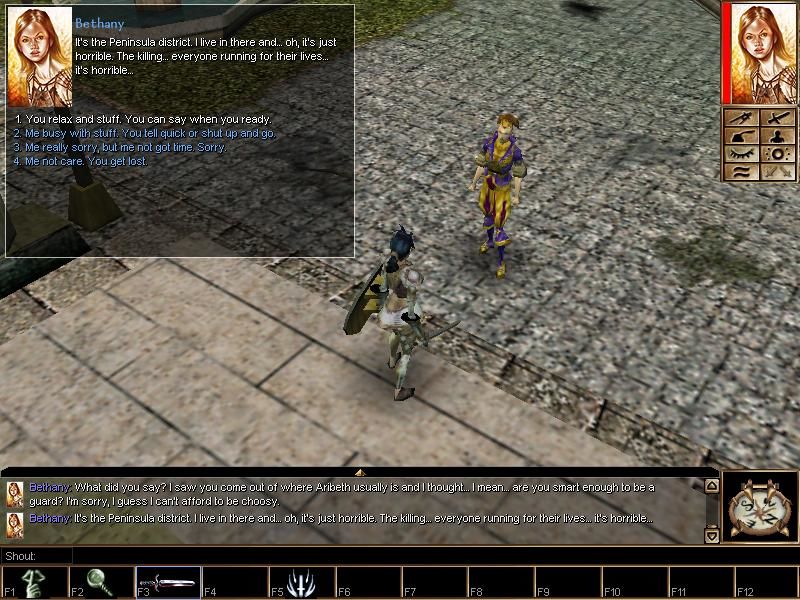 Bethany
It's the Peninsula district. I live in there and... oh, it's just
horrible. The killing... everyone running for their lives...
it's horrible...
1. You relax and stuff. You can say when you ready.
2. Me busy with stuff. You tell quick or shut up and go.
3. Me really sorry, but me not got time. Sorry.
4. Me not care. You get lost.
Bethany: What did you say? I saw you come out of where Aribeth usually is and I thought... I mean... are you smart enough to be a
guard? I'm sorry, I guess I can't afford to be choosy.
Bethany: It's the Peninsula district. I live in there and... oh, it's just horrible. The killing... everyone running for their lives... it's horrible...
Shout:
F1 F2 F3 F4 F5 F6 F7 F8 F9 F10 F11 F12